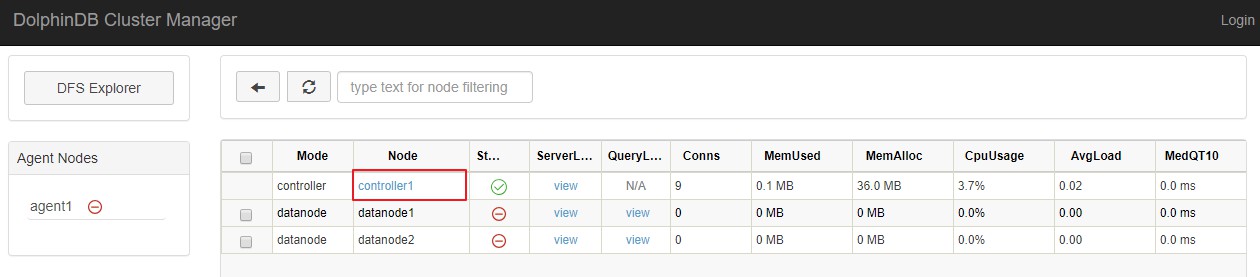 DolphinDB Cluster Manager Login
DFS Explorer
type text for node filtering
Agent Nodes
agent1
Mode Node St... ServerL... QueryL... Conns MemUsed MemAlloc CpuUsage AvgLoad MedQT10
controller controller1 view N/A 9 0.1 MB 36.0 MB 3.7% 0.02 0.0 ms
datanode datanode1 view view 0 0 MB 0 MB 0.0% 0.00 0.0 ms
datanode datanode2 view view 0 0 MB 0 MB 0.0% 0.00 0.0 ms